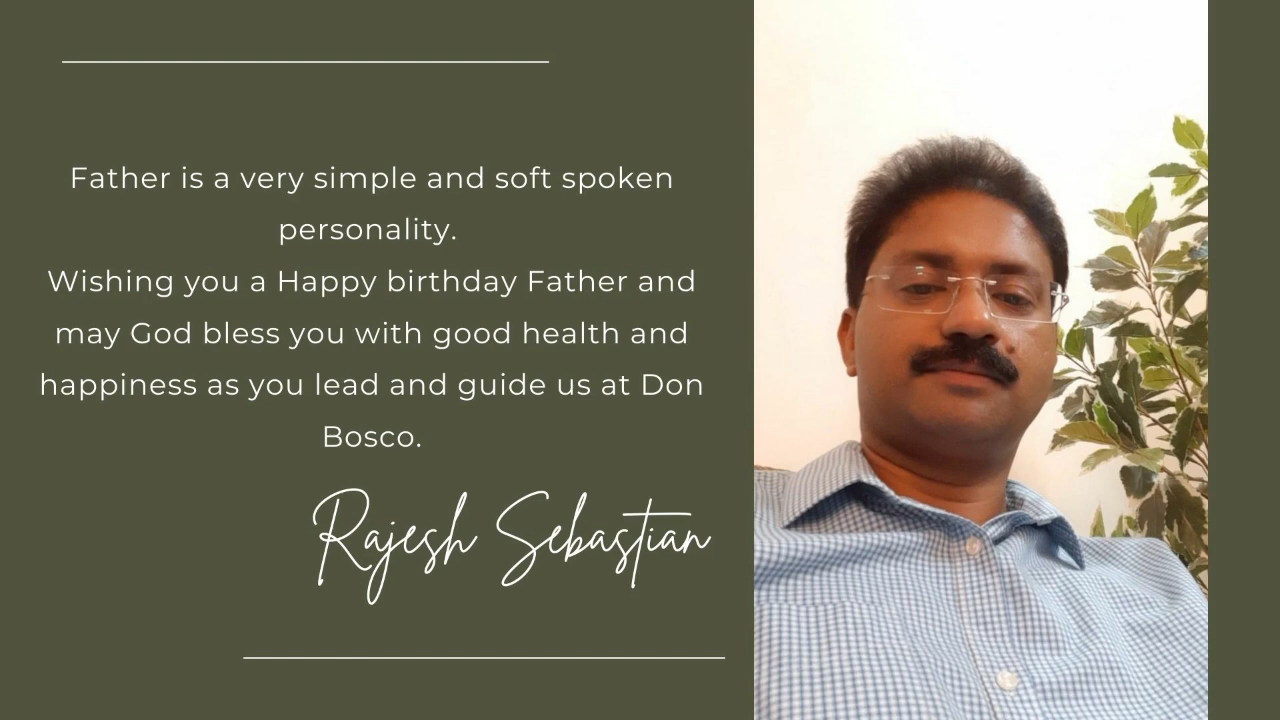 Father is a very simple and soft spoken
personality.
Wishing you a Happy birthday Father and
may God bless you with good health and
happiness as you lead and guide us at Don
Bosco.
Rajesh Sebastian